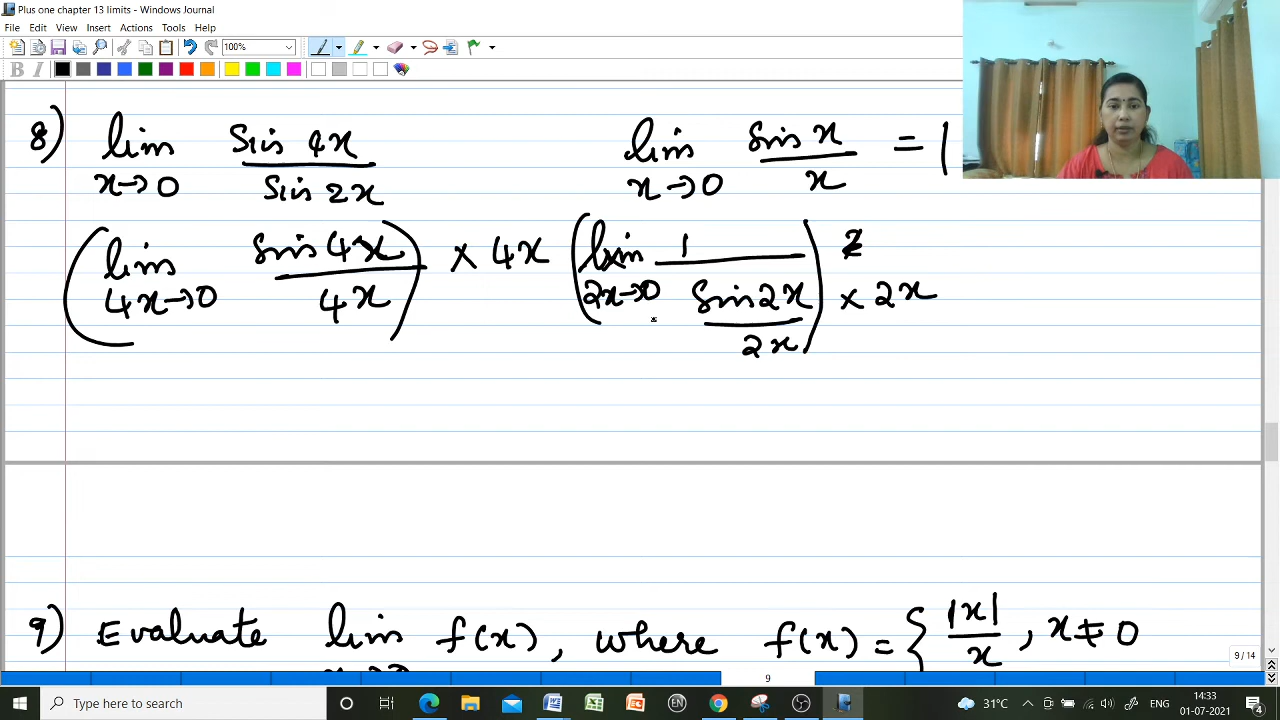 Plus one chapter 13 limits - Windows Journal
File Edit View Insert Actions Tools Help
100%
B I
8) lim x→0 sin 4x / sin 2x    lim x→0 sin x / x = 1
(lim 4x→0 sin 4x / 4x) × 4x (lim 2x→0 1 / (sin 2x / 2x)) × 2x
9) Evaluate lim f(x), where f(x) = { |x| / x , x ≠ 0
9 / 14
9
Type here to search
31°C
ENG
14:33
01-07-2021